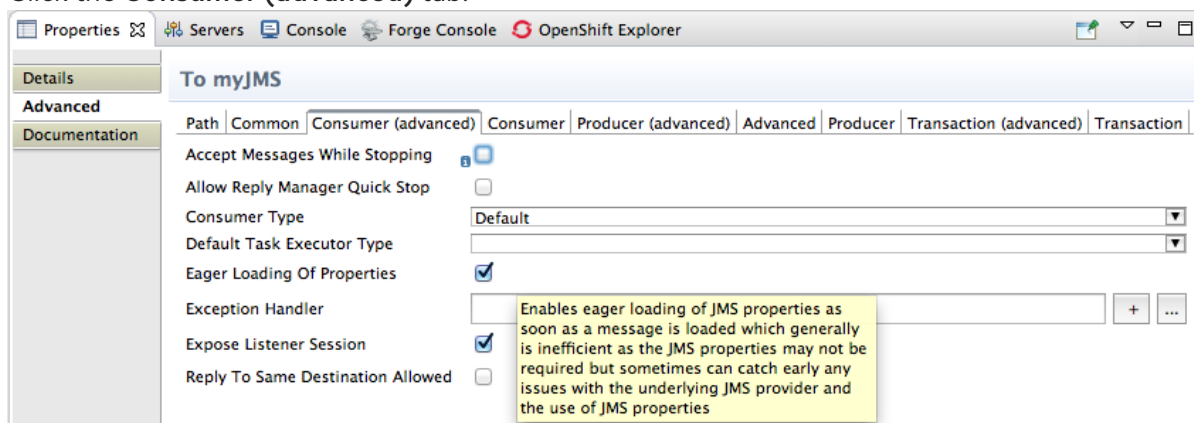 Click the Consumer (advanced) tab.
Properties Servers Console Forge Console OpenShift Explorer
Details
To myJMS
Advanced
Path Common Consumer (advanced) Consumer Producer (advanced) Advanced Producer Transaction (advanced) Transaction
Documentation
Accept Messages While Stopping
Allow Reply Manager Quick Stop
Consumer Type Default
Default Task Executor Type
Eager Loading Of Properties
Exception Handler + ...
Enables eager loading of JMS properties as
soon as a message is loaded which generally
is inefficient as the JMS properties may not be
required but sometimes can catch early any
issues with the underlying JMS provider and
the use of JMS properties
Expose Listener Session
Reply To Same Destination Allowed